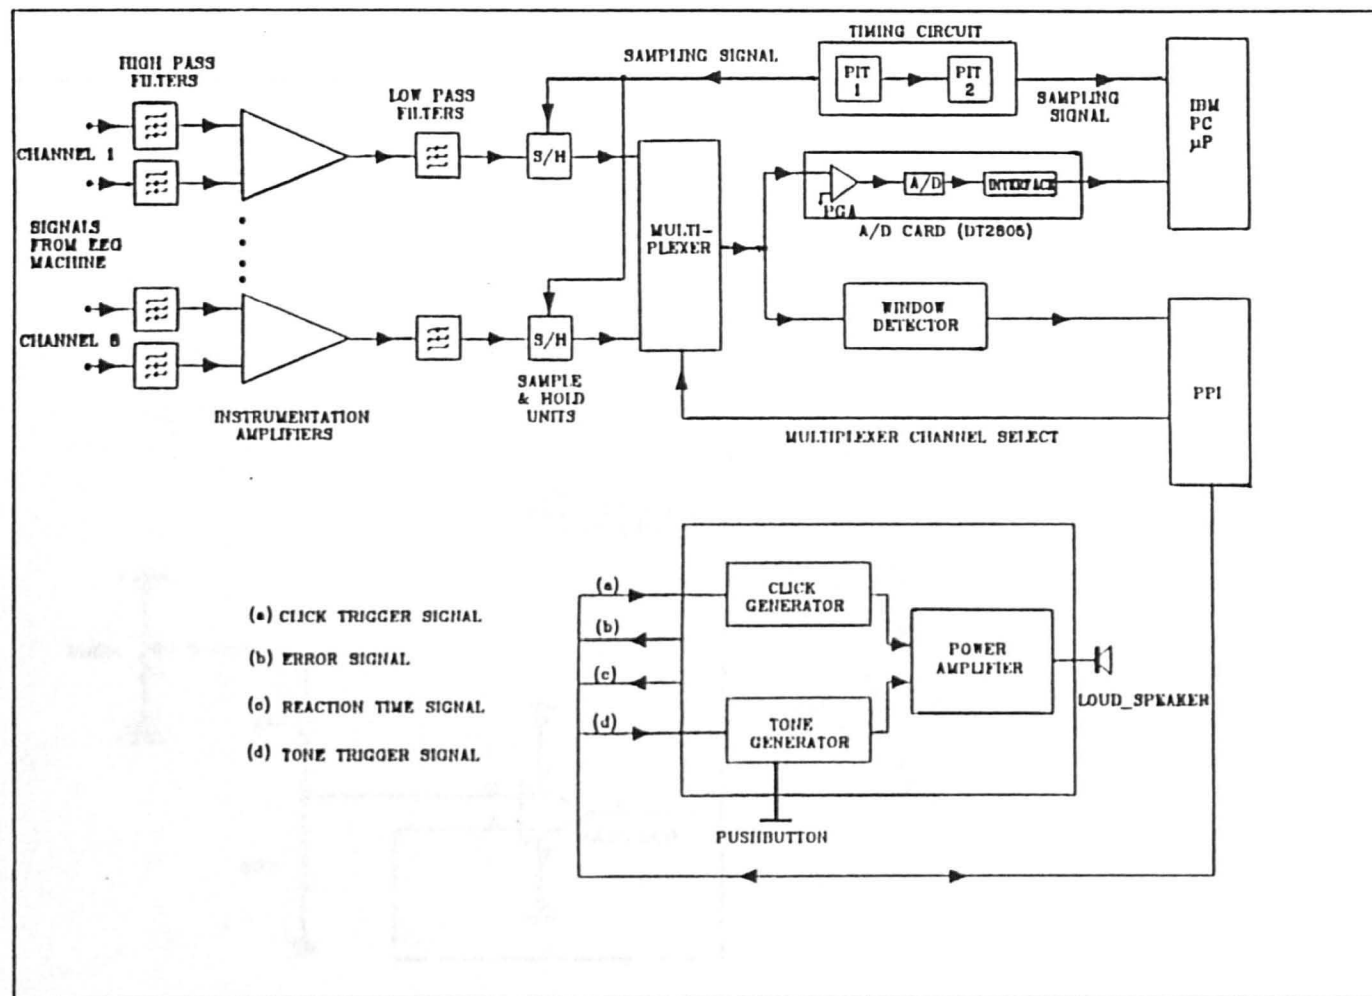 TIMING CIRCUIT
SAMPLING SIGNAL
HIGH PASS
FILTERS
LOW PASS
FILTERS
PIT
1
PIT
2
SAMPLING
SIGNAL
IBM
PC
μP
CHANNEL 1
S/H
MULTI-
PLEXER
PGA
A/D
INTERFACE
A/D CARD (DT2805)
SIGNALS
FROM EEG
MACHINE
WINDOW
DETECTOR
CHANNEL 8
S/H
SAMPLE
& HOLD
UNITS
INSTRUMENTATION
AMPLIFIERS
PPI
MULTIPLEXER CHANNEL SELECT
(a) CLICK TRIGGER SIGNAL
(b) ERROR SIGNAL
(c) REACTION TIME SIGNAL
(d) TONE TRIGGER SIGNAL
(a)
(b)
(c)
(d)
CLICK
GENERATOR
POWER
AMPLIFIER
LOUD_SPEAKER
TONE
GENERATOR
PUSHBUTTON